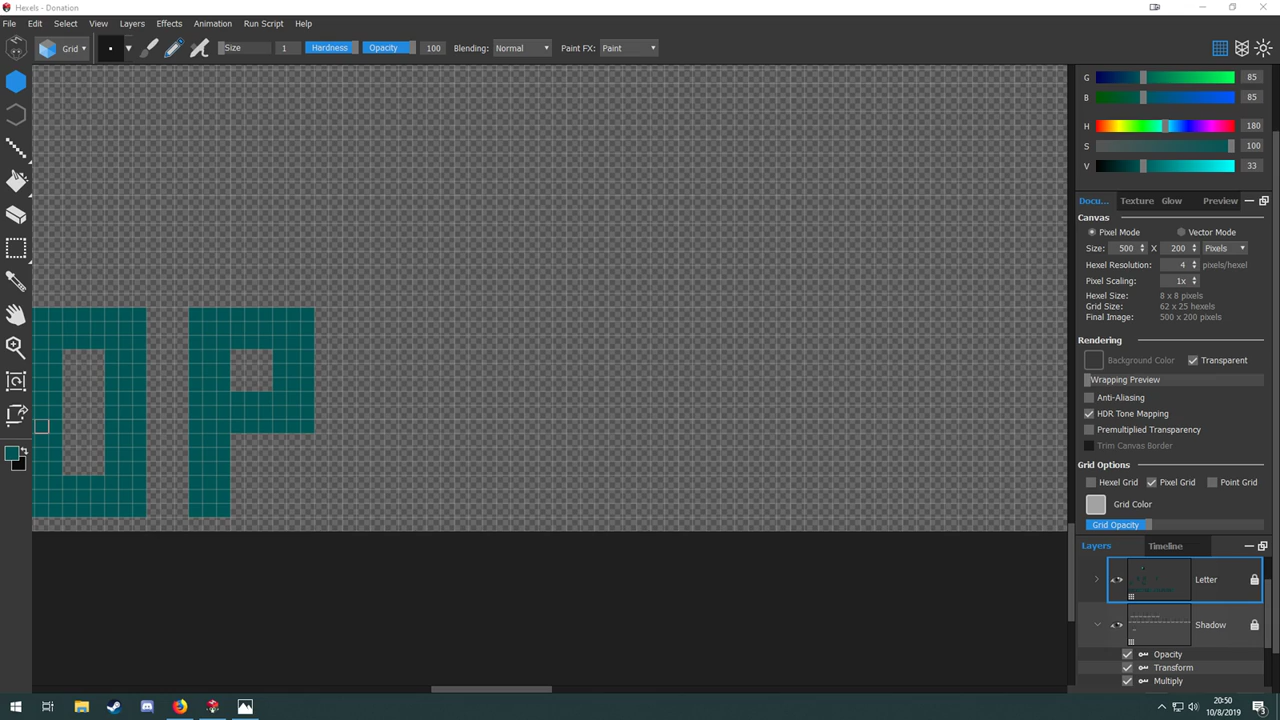 Hexels - Donation
File Edit Select View Layers Effects Animation Run Script Help
Grid Size 1 Hardness Opacity 100 Blending: Normal Paint FX: Paint
G 85
B 85
H 180
S 100
V 33
Docu... Texture Glow Preview
Canvas
Pixel Mode Vector Mode
Size: 500 X 200 Pixels
Hexel Resolution: 4 pixels/hexel
Pixel Scaling: 1x
Hexel Size: 8 x 8 pixels
Grid Size: 62 x 25 hexels
Final Image: 500 x 200 pixels
Rendering
Background Color Transparent
Wrapping Preview
Anti-Aliasing
HDR Tone Mapping
Premultiplied Transparency
Trim Canvas Border
Grid Options
Hexel Grid Pixel Grid Point Grid
Grid Color
Grid Opacity
Layers Timeline
Letter
Shadow
Opacity
Transform
Multiply
OP
20:50
10/8/2019
3